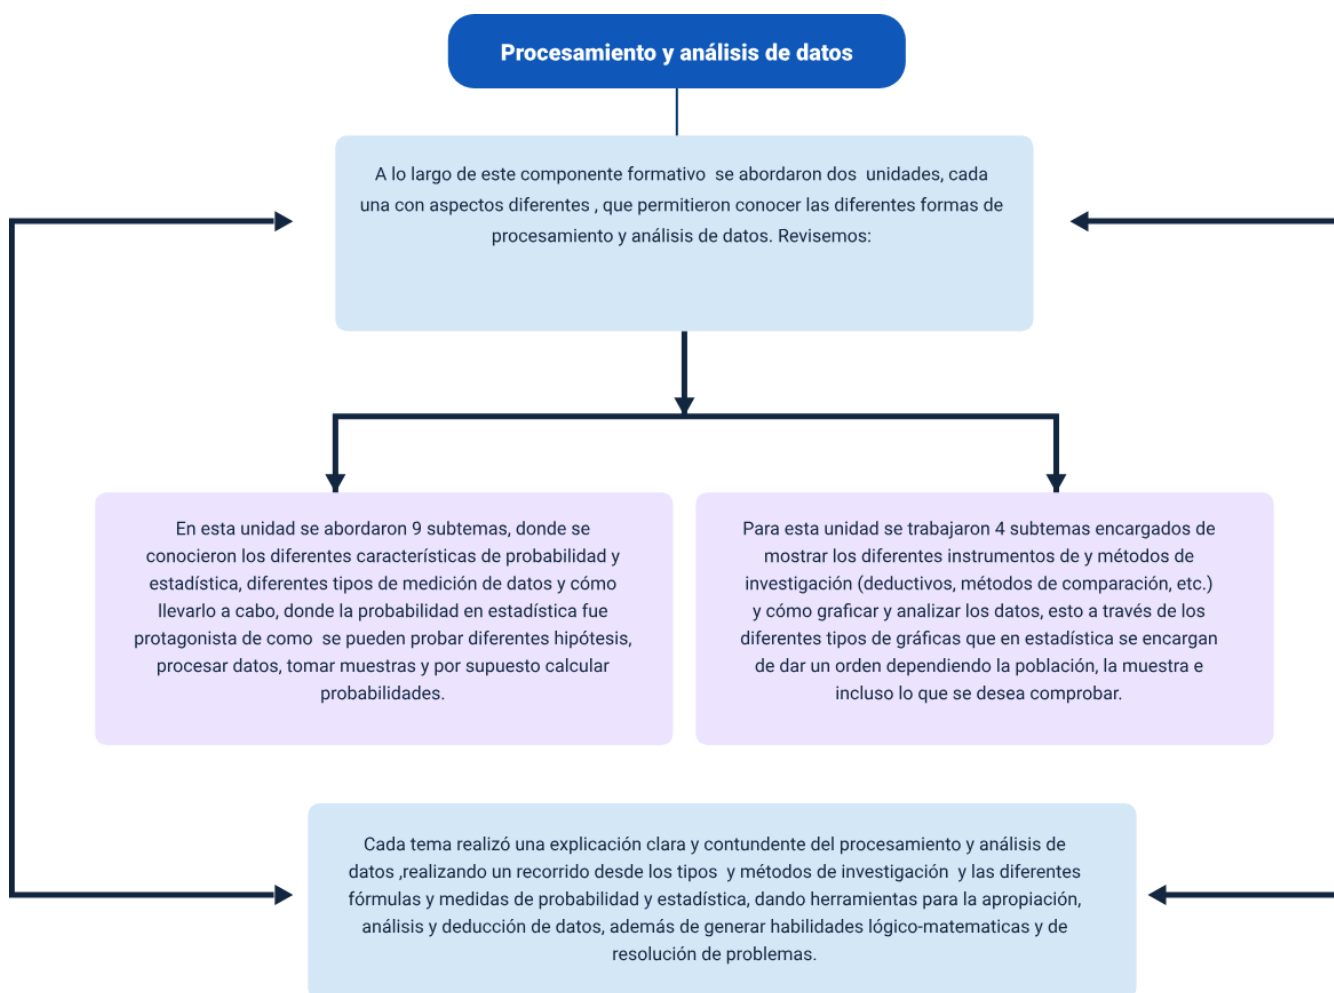 Procesamiento y análisis de datos
A lo largo de este componente formativo  se abordaron dos  unidades, cada
una con aspectos diferentes , que permitieron conocer las diferentes formas de
procesamiento y análisis de datos. Revisemos:
En esta unidad se abordaron 9 subtemas, donde se
conocieron los diferentes características de probabilidad y
estadística, diferentes tipos de medición de datos y cómo
llevarlo a cabo, donde la probabilidad en estadística fue
protagonista de como  se pueden probar diferentes hipótesis,
procesar datos, tomar muestras y por supuesto calcular
probabilidades.
Para esta unidad se trabajaron 4 subtemas encargados de
mostrar los diferentes instrumentos de y métodos de
investigación (deductivos, métodos de comparación, etc.)
y cómo graficar y analizar los datos, esto a través de los
diferentes tipos de gráficas que en estadística se encargan
de dar un orden dependiendo la población, la muestra e
incluso lo que se desea comprobar.
Cada tema realizó una explicación clara y contundente del procesamiento y análisis de
datos ,realizando un recorrido desde los tipos  y métodos de investigación  y las diferentes
fórmulas y medidas de probabilidad y estadística, dando herramientas para la apropiación,
análisis y deducción de datos, además de generar habilidades lógico-matematicas y de
resolución de problemas.